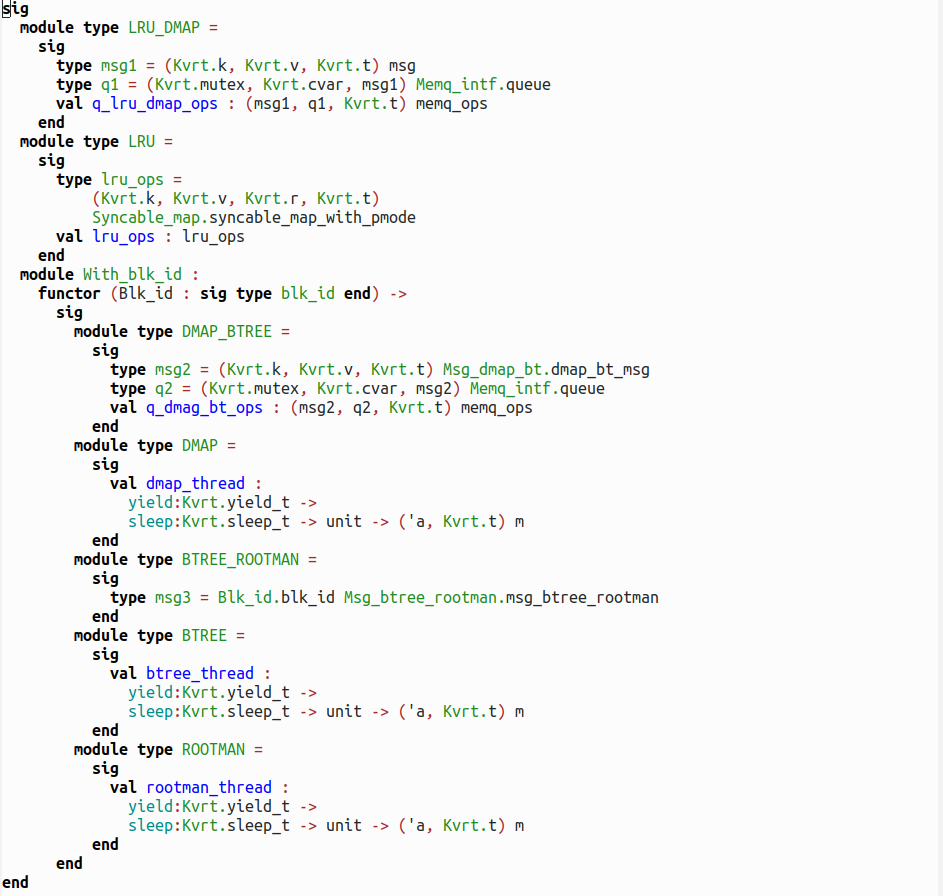 sig
  module type LRU_DMAP =
    sig
      type msg1 = (Kvrt.k, Kvrt.v, Kvrt.t) msg
      type q1 = (Kvrt.mutex, Kvrt.cvar, msg1) Memq_intf.queue
      val q_lru_dmap_ops : (msg1, q1, Kvrt.t) memq_ops
    end
  module type LRU =
    sig
      type lru_ops =
          (Kvrt.k, Kvrt.v, Kvrt.r, Kvrt.t)
          Syncable_map.syncable_map_with_pmode
      val lru_ops : lru_ops
    end
  module With_blk_id :
    functor (Blk_id : sig type blk_id end) ->
      sig
        module type DMAP_BTREE =
          sig
            type msg2 = (Kvrt.k, Kvrt.v, Kvrt.t) Msg_dmap_bt.dmap_bt_msg
            type q2 = (Kvrt.mutex, Kvrt.cvar, msg2) Memq_intf.queue
            val q_dmag_bt_ops : (msg2, q2, Kvrt.t) memq_ops
          end
        module type DMAP =
          sig
            val dmap_thread :
              yield:Kvrt.yield_t ->
              sleep:Kvrt.sleep_t -> unit -> ('a, Kvrt.t) m
          end
        module type BTREE_ROOTMAN =
          sig
            type msg3 = Blk_id.blk_id Msg_btree_rootman.msg_btree_rootman
          end
        module type BTREE =
          sig
            val btree_thread :
              yield:Kvrt.yield_t ->
              sleep:Kvrt.sleep_t -> unit -> ('a, Kvrt.t) m
          end
        module type ROOTMAN =
          sig
            val rootman_thread :
              yield:Kvrt.yield_t ->
              sleep:Kvrt.sleep_t -> unit -> ('a, Kvrt.t) m
          end
      end
end